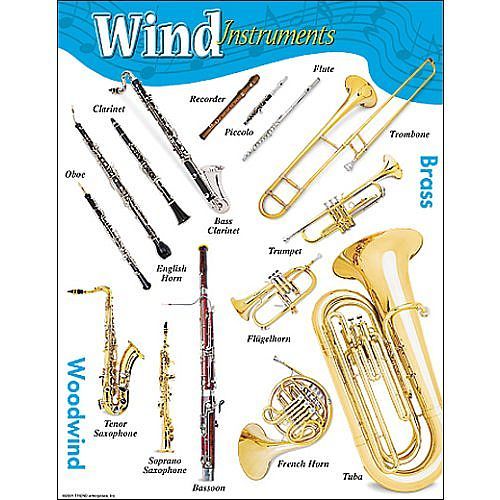 Wind Instruments
Flute
Recorder
Clarinet
Piccolo
Trombone
Brass
Oboe
Bass
Clarinet
Trumpet
English
Horn
Flügelhorn
Woodwind
Tenor
Saxophone
Soprano
Saxophone
Bassoon
French Horn
Tuba